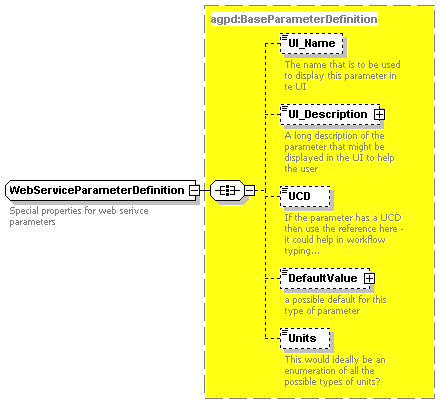 agpd:BaseParameterDefinition
UI_Name
The name that is to be used
to display this parameter in
te UI
UI_Description
A long description of the
parameter that might be
displayed in the UI to help
the user
WebServiceParameterDefinition
Special properties for web serivce
parameters
UCD
If the parameter has a UCD
then use the reference here -
it could help in workflow
typing...
DefaultValue
a possible default for this
type of parameter
Units
This would ideally be an
enumeration of all the
possible types of units?